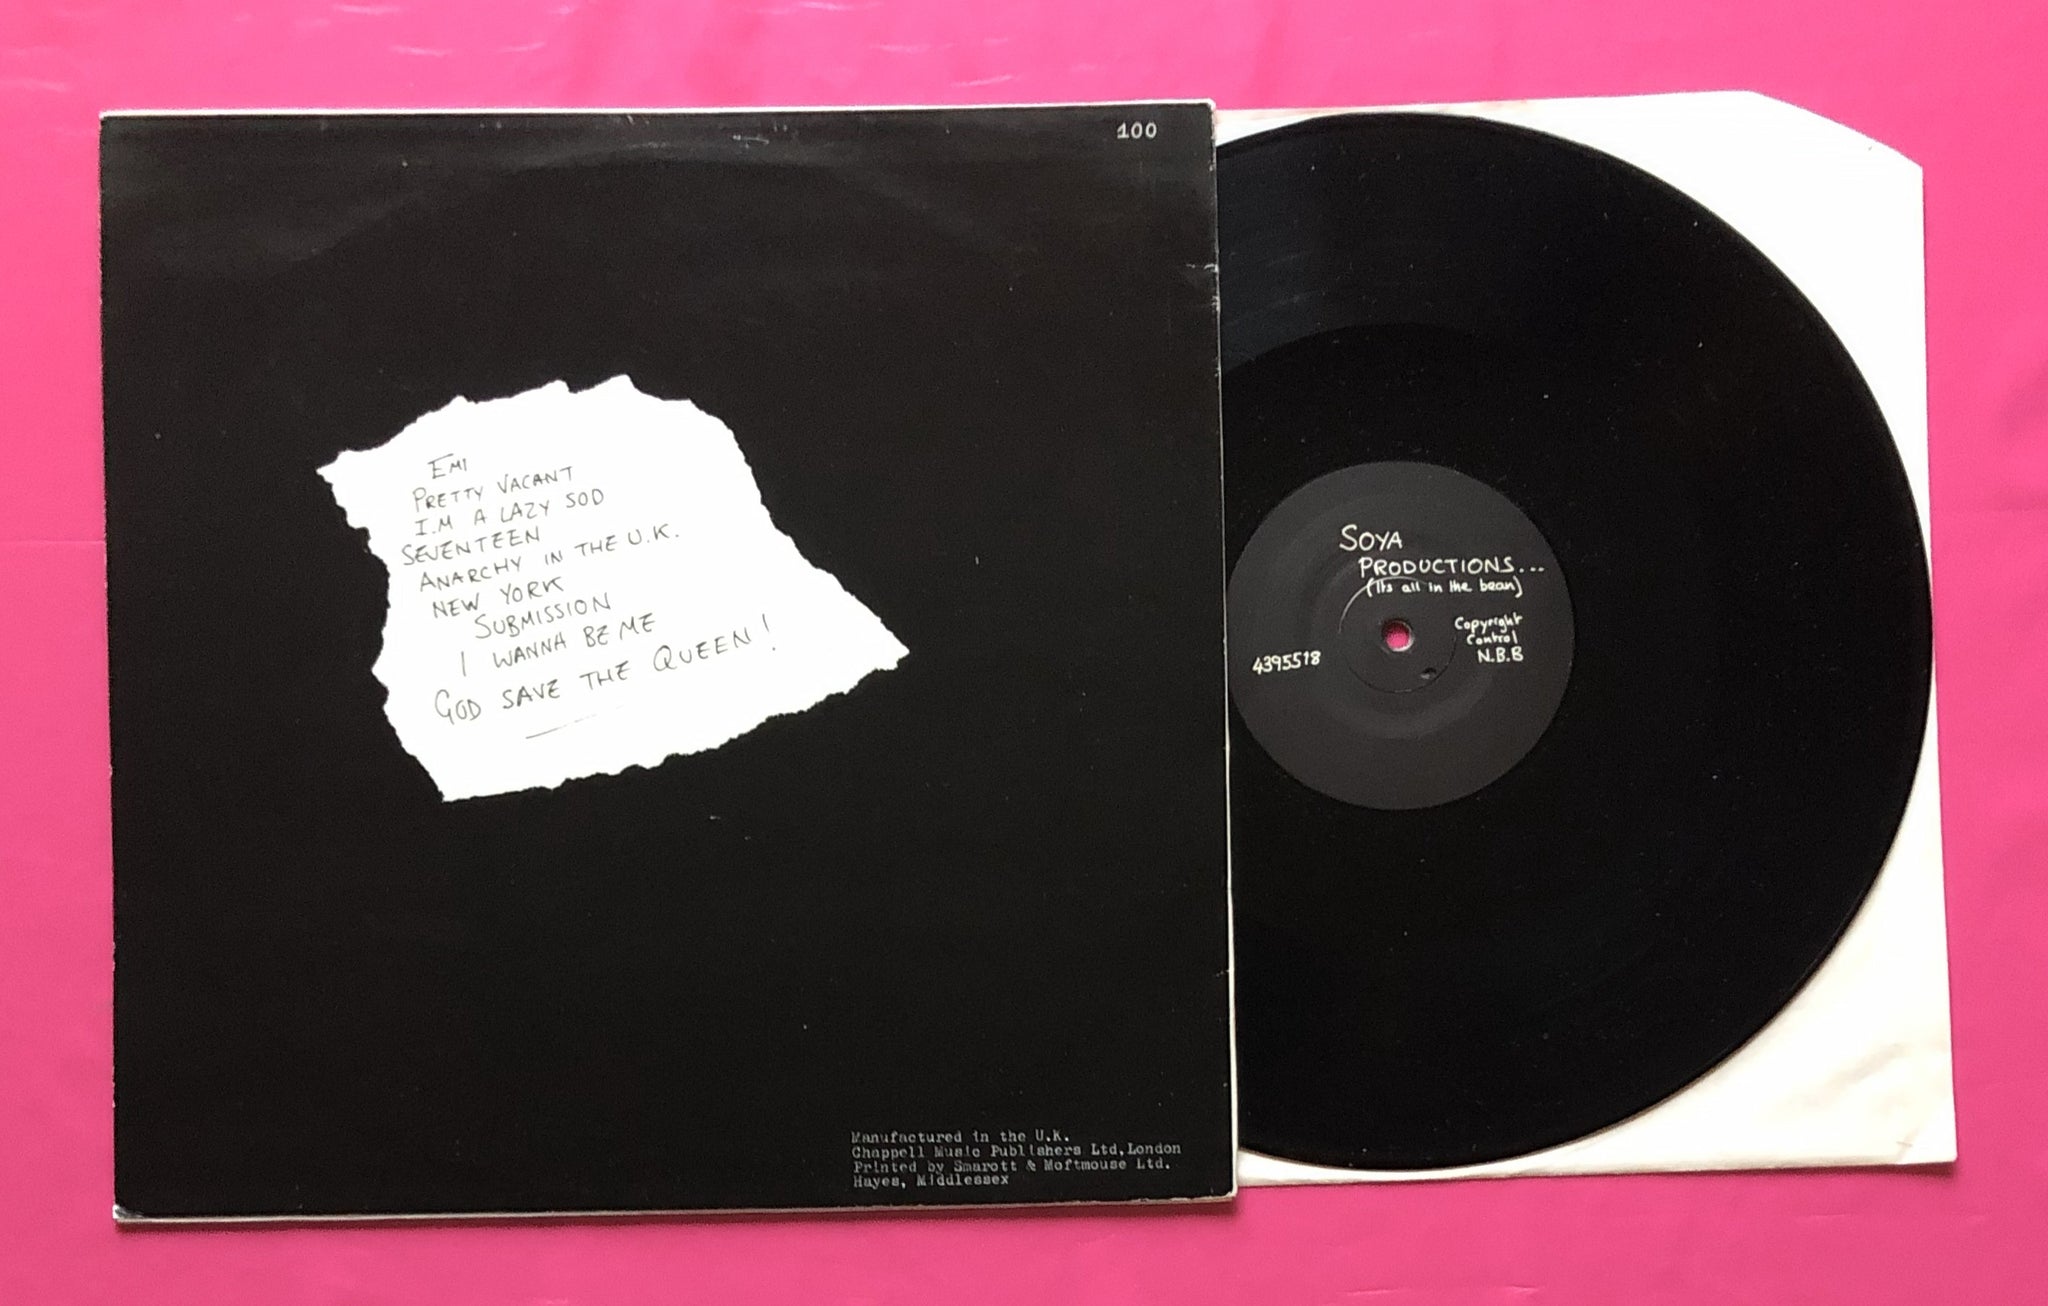 100
EMI
PRETTY VACANT
I.M A LAZY SOD
SEVENTEEN
ANARCHY IN THE U.K.
NEW YORK
SUBMISSION
I WANNA BE ME
GOD SAVE THE QUEEN!
Manufactured in the U.K.
Chappell Music Publishers Ltd, London
Printed by Smarott & Moftmouse Ltd.
Hayes, Middlessex
SOYA
PRODUCTIONS...
(Its all in the bean)
Copyright
Control
N.B.B
4395518